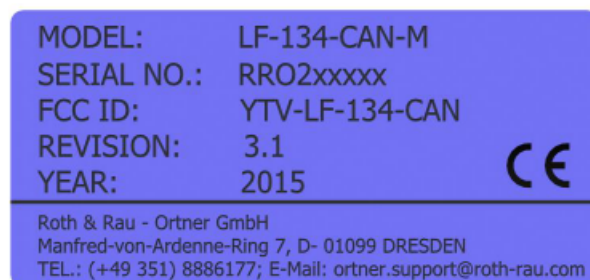 MODEL: LF-134-CAN-M
SERIAL NO.: RRO2xxxxx
FCC ID: YTV-LF-134-CAN
REVISION: 3.1
YEAR: 2015
CE
Roth & Rau - Ortner GmbH
Manfred-von-Ardenne-Ring 7, D- 01099 DRESDEN
TEL.: (+49 351) 8886177; E-Mail: ortner.support@roth-rau.com